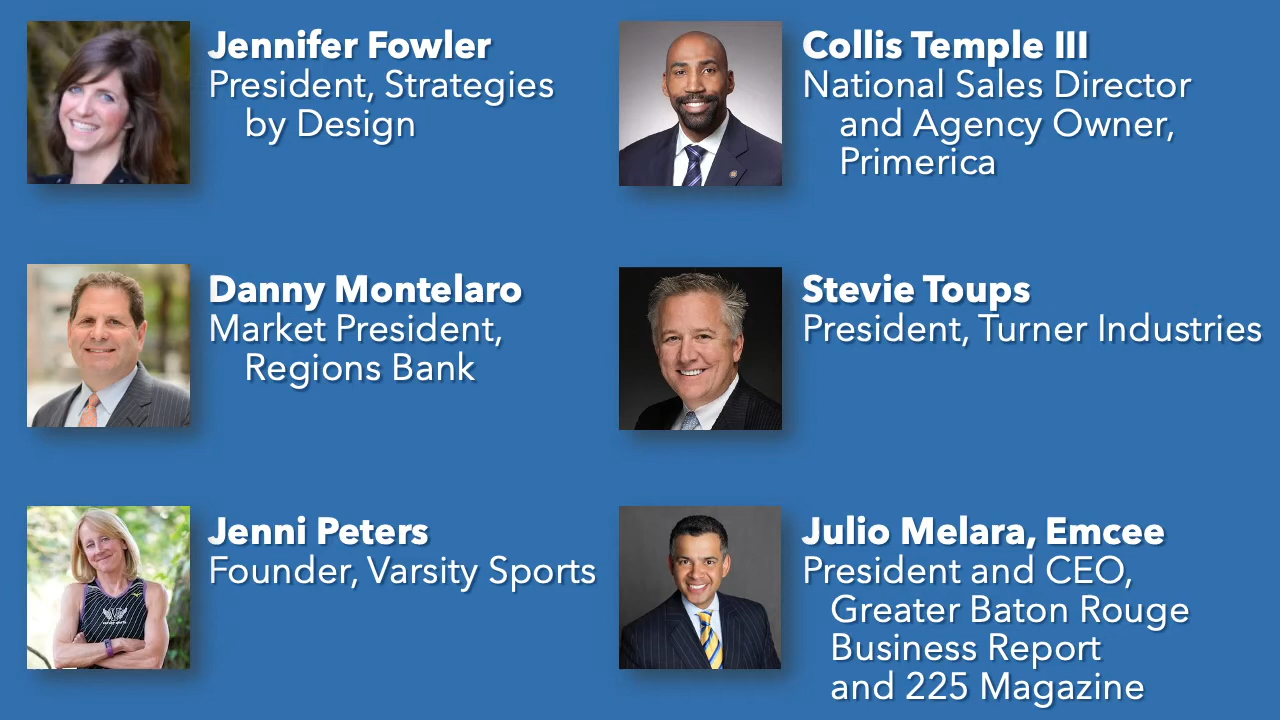 Jennifer Fowler
President, Strategies
by Design
Collis Temple III
National Sales Director
and Agency Owner,
Primerica
Danny Montelaro
Market President,
Regions Bank
Stevie Toups
President, Turner Industries
Jenni Peters
Founder, Varsity Sports
Julio Melara, Emcee
President and CEO,
Greater Baton Rouge
Business Report
and 225 Magazine